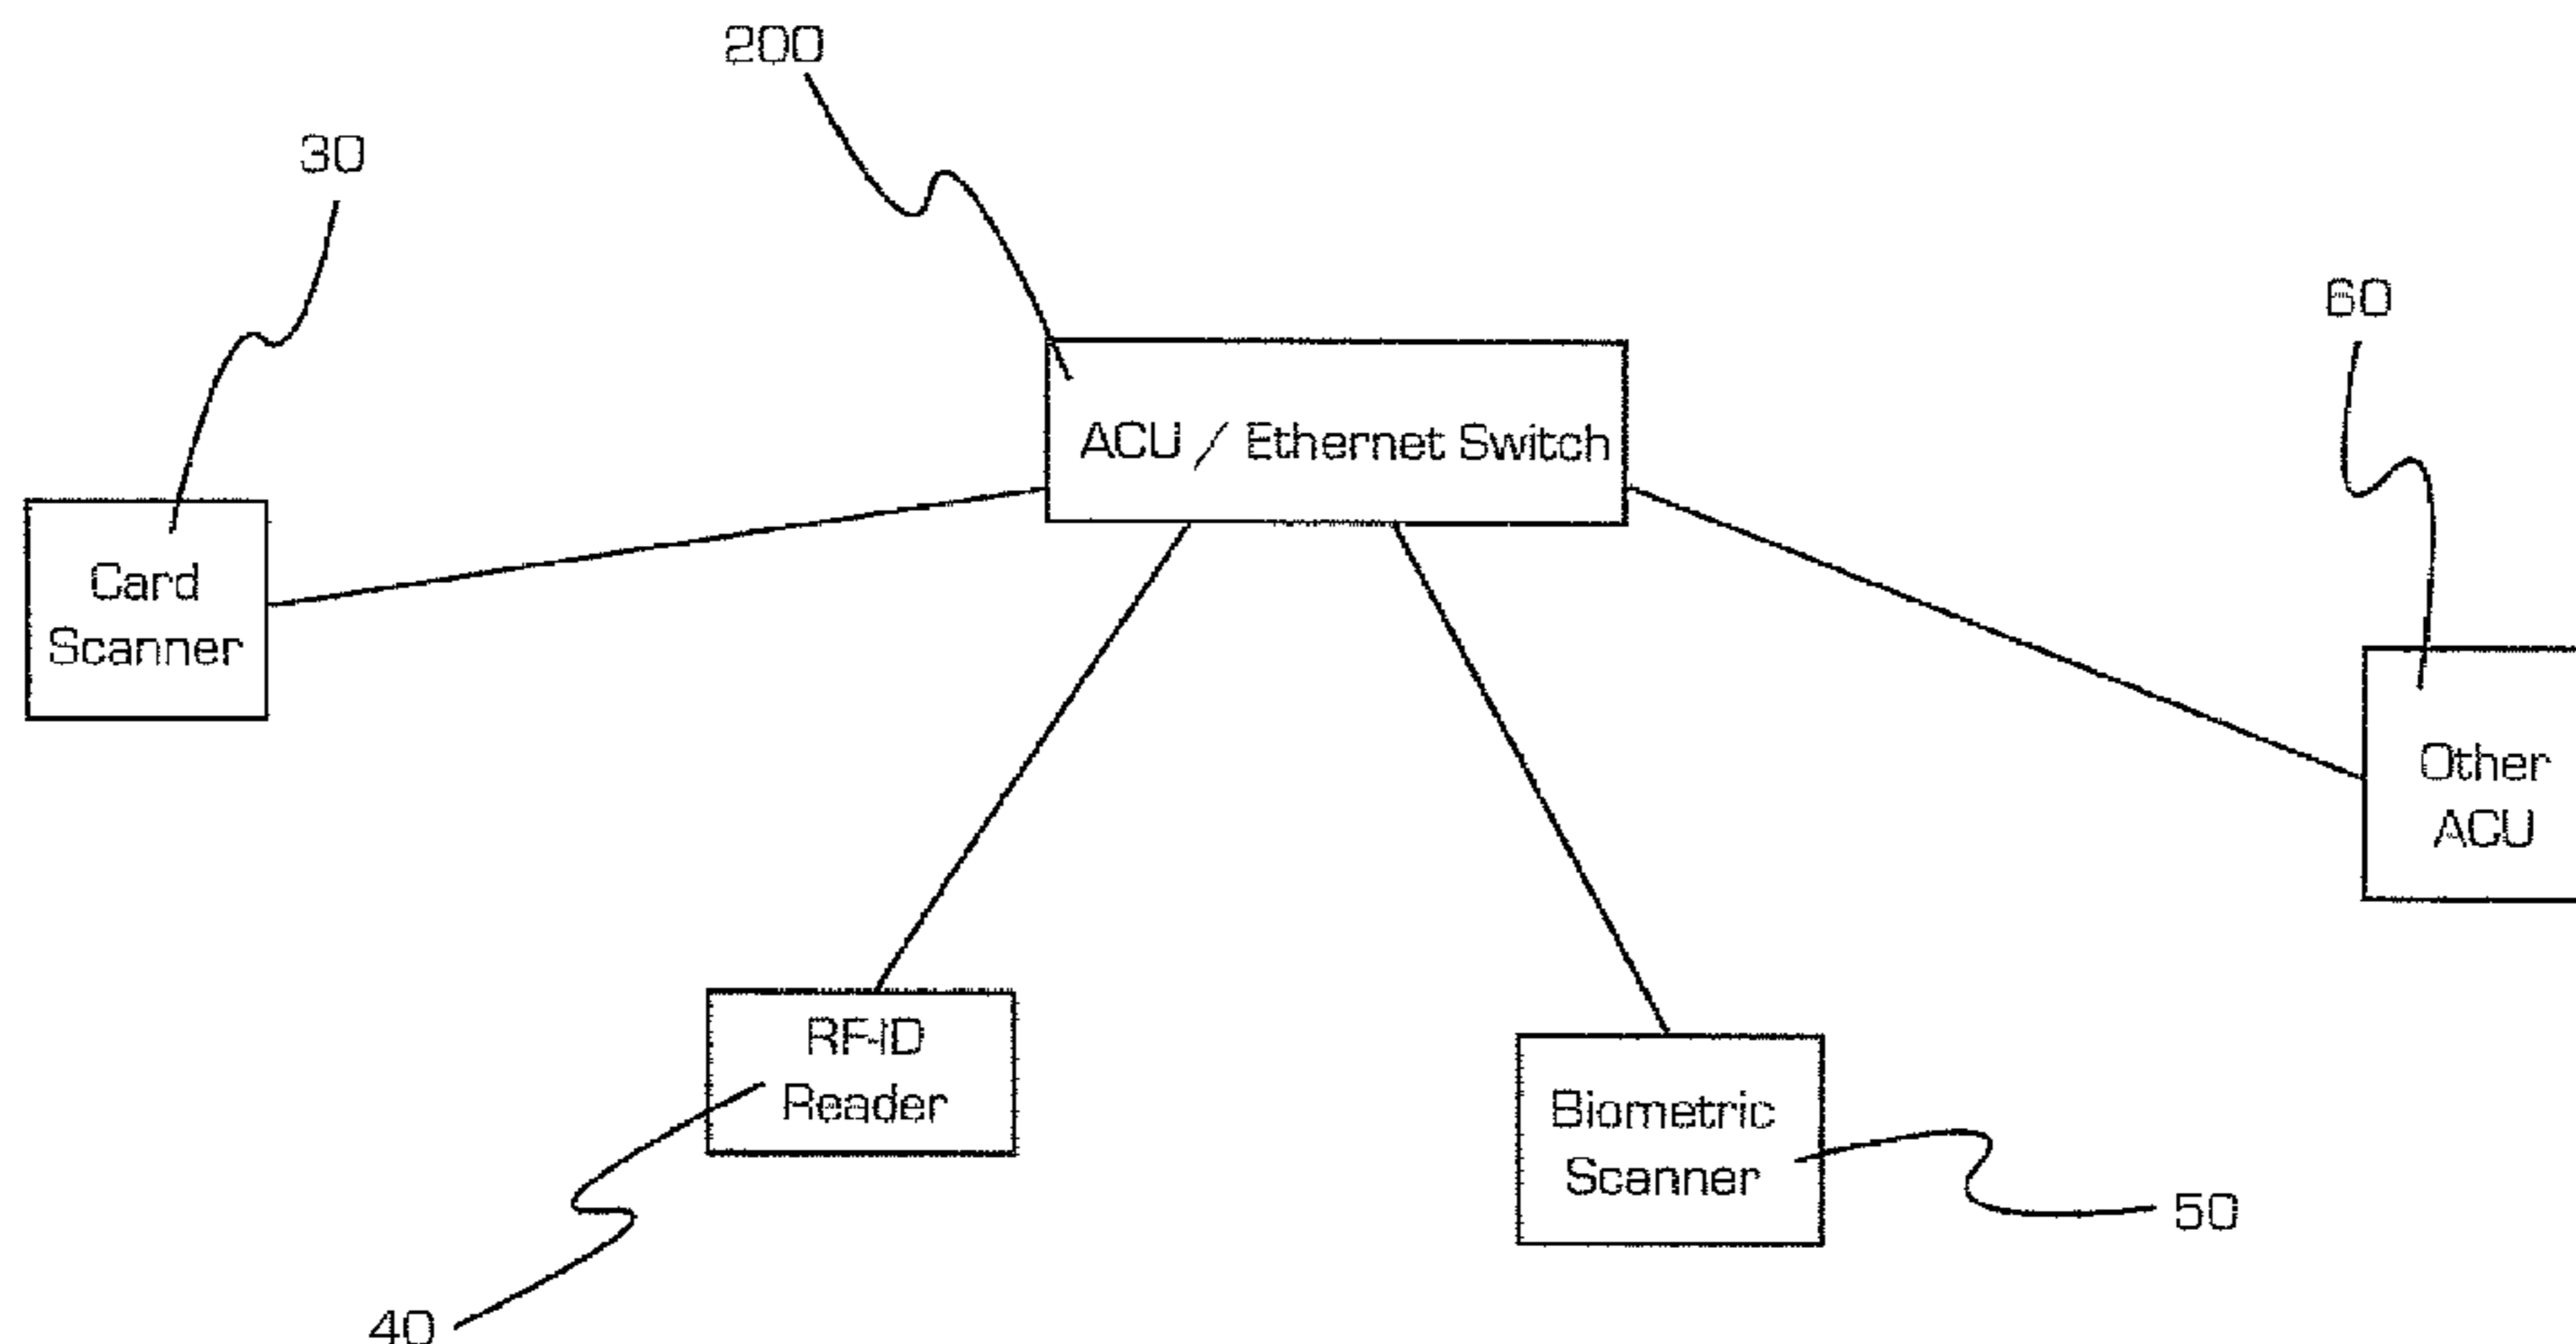 200
30
60
ACU / Ethernet Switch
Card
Scanner
Other
ACU
RF-ID
Reader
Biometric
Scanner
50
40